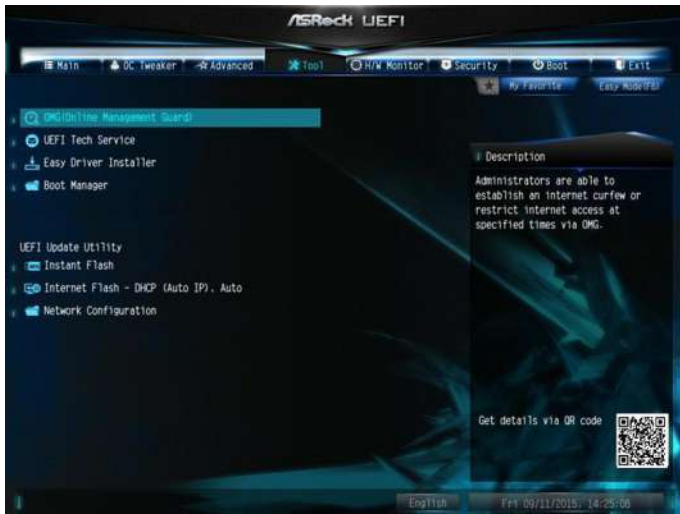 ASRock UEFI
Main OC Tweaker Advanced Tool H/W Monitor Security Boot Exit
My Favorite Easy Mode(F6)
OMG(Online Management Guard)
UEFI Tech Service
Easy Driver Installer
Boot Manager
UEFI Update Utility
Instant Flash
Internet Flash - DHCP (Auto IP), Auto
Network Configuration
Description
Administrators are able to
establish an internet curfew or
restrict internet access at
specified times via OMG.
Get details via QR code
English Fri 09/11/2015, 14:25:06